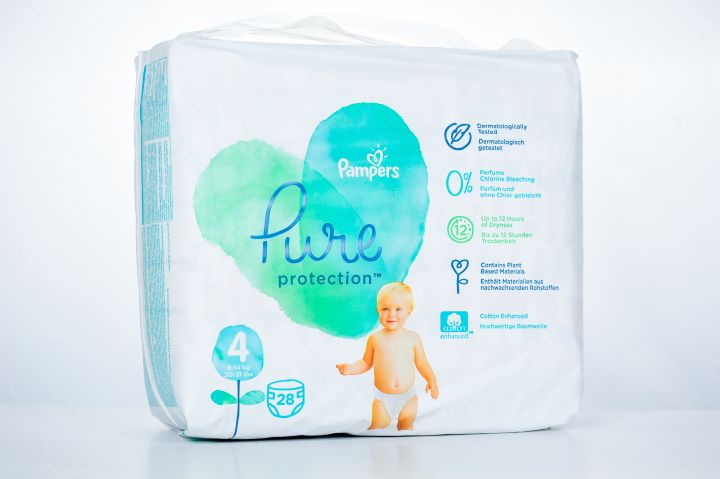 Pampers
Pure
protection™
4
9-14 kg
20-31 lbs
28
Dermatologically
Tested
Dermatologisch
getestet
0%
Perfume
Chlorine Bleaching
Parfüm und
ohne Chlor gebleicht
12
Up to 12 Hours
of Dryness
Bis zu 12 Stunden
Trockenheit
Contains Plant
Based Materials
Enthält Materialien aus
nachwachsenden Rohstoffen
COTTON
enhanced™
Cotton Enhanced
Hochwertige Baumwolle